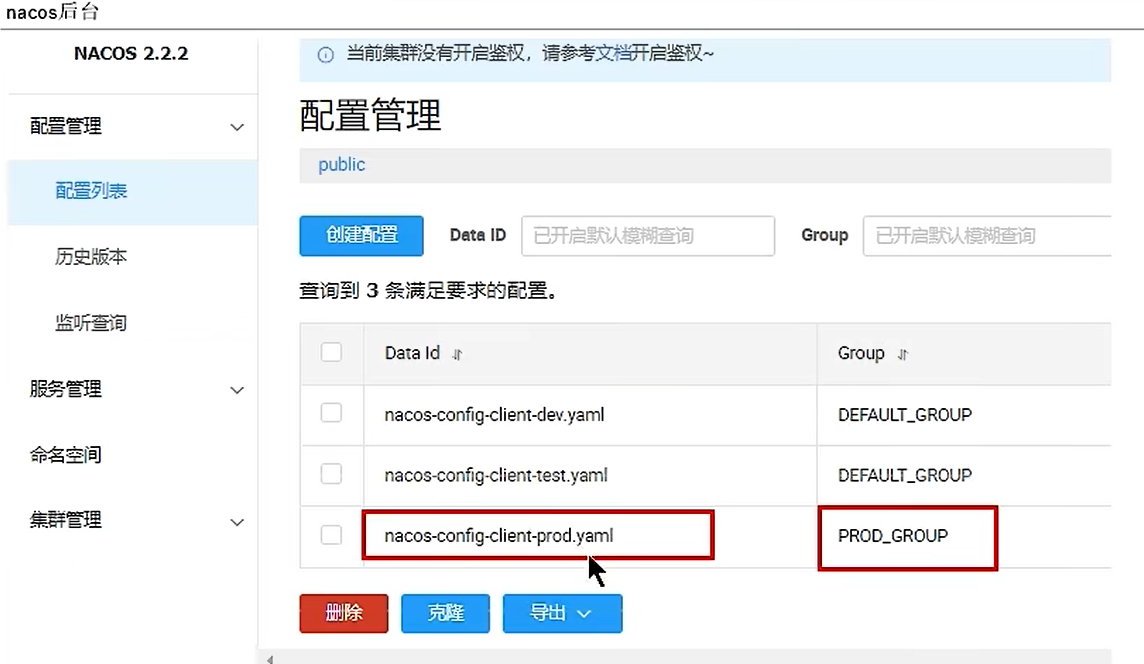 nacos后台
NACOS 2.2.2
当前集群没有开启鉴权，请参考文档开启鉴权~
配置管理
配置管理
public
配置列表
创建配置 Data ID 已开启默认模糊查询 Group 已开启默认模糊查询
历史版本
查询到 3 条满足要求的配置。
监听查询
Data Id Group
服务管理
nacos-config-client-dev.yaml DEFAULT_GROUP
命名空间
nacos-config-client-test.yaml DEFAULT_GROUP
集群管理
nacos-config-client-prod.yaml PROD_GROUP
删除 克隆 导出